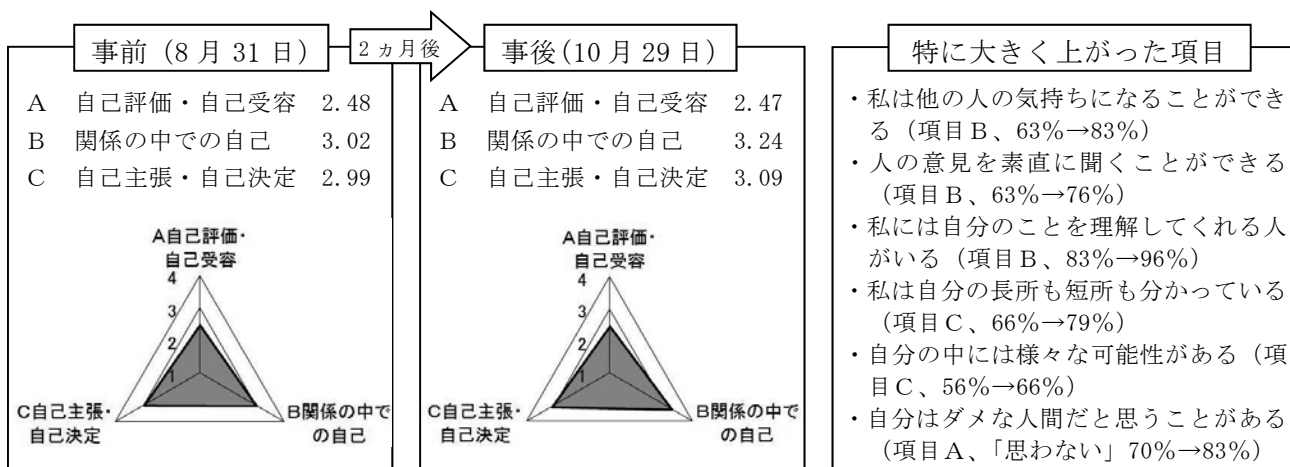 事前（8月31日）
2ヵ月後
事後(10月29日)
特に大きく上がった項目
A 自己評価・自己受容 2.48
B 関係の中での自己 3.02
C 自己主張・自己決定 2.99
A自己評価・
自己受容
4
3
2
1
C自己主張・
自己決定
B関係の中で
の自己
A 自己評価・自己受容 2.47
B 関係の中での自己 3.24
C 自己主張・自己決定 3.09
A自己評価・
自己受容
4
3
2
1
C自己主張・
自己決定
B関係の中で
の自己
・私は他の人の気持ちになることができ
る（項目B、63%→83%）
・人の意見を素直に聞くことができる
（項目B、63%→76%）
・私には自分のことを理解してくれる人
がいる（項目B、83%→96%）
・私は自分の長所も短所も分かっている
（項目C、66%→79%）
・自分の中には様々な可能性がある（項
目C、56%→66%）
・自分はダメな人間だと思うことがある
（項目A、「思わない」70%→83%）